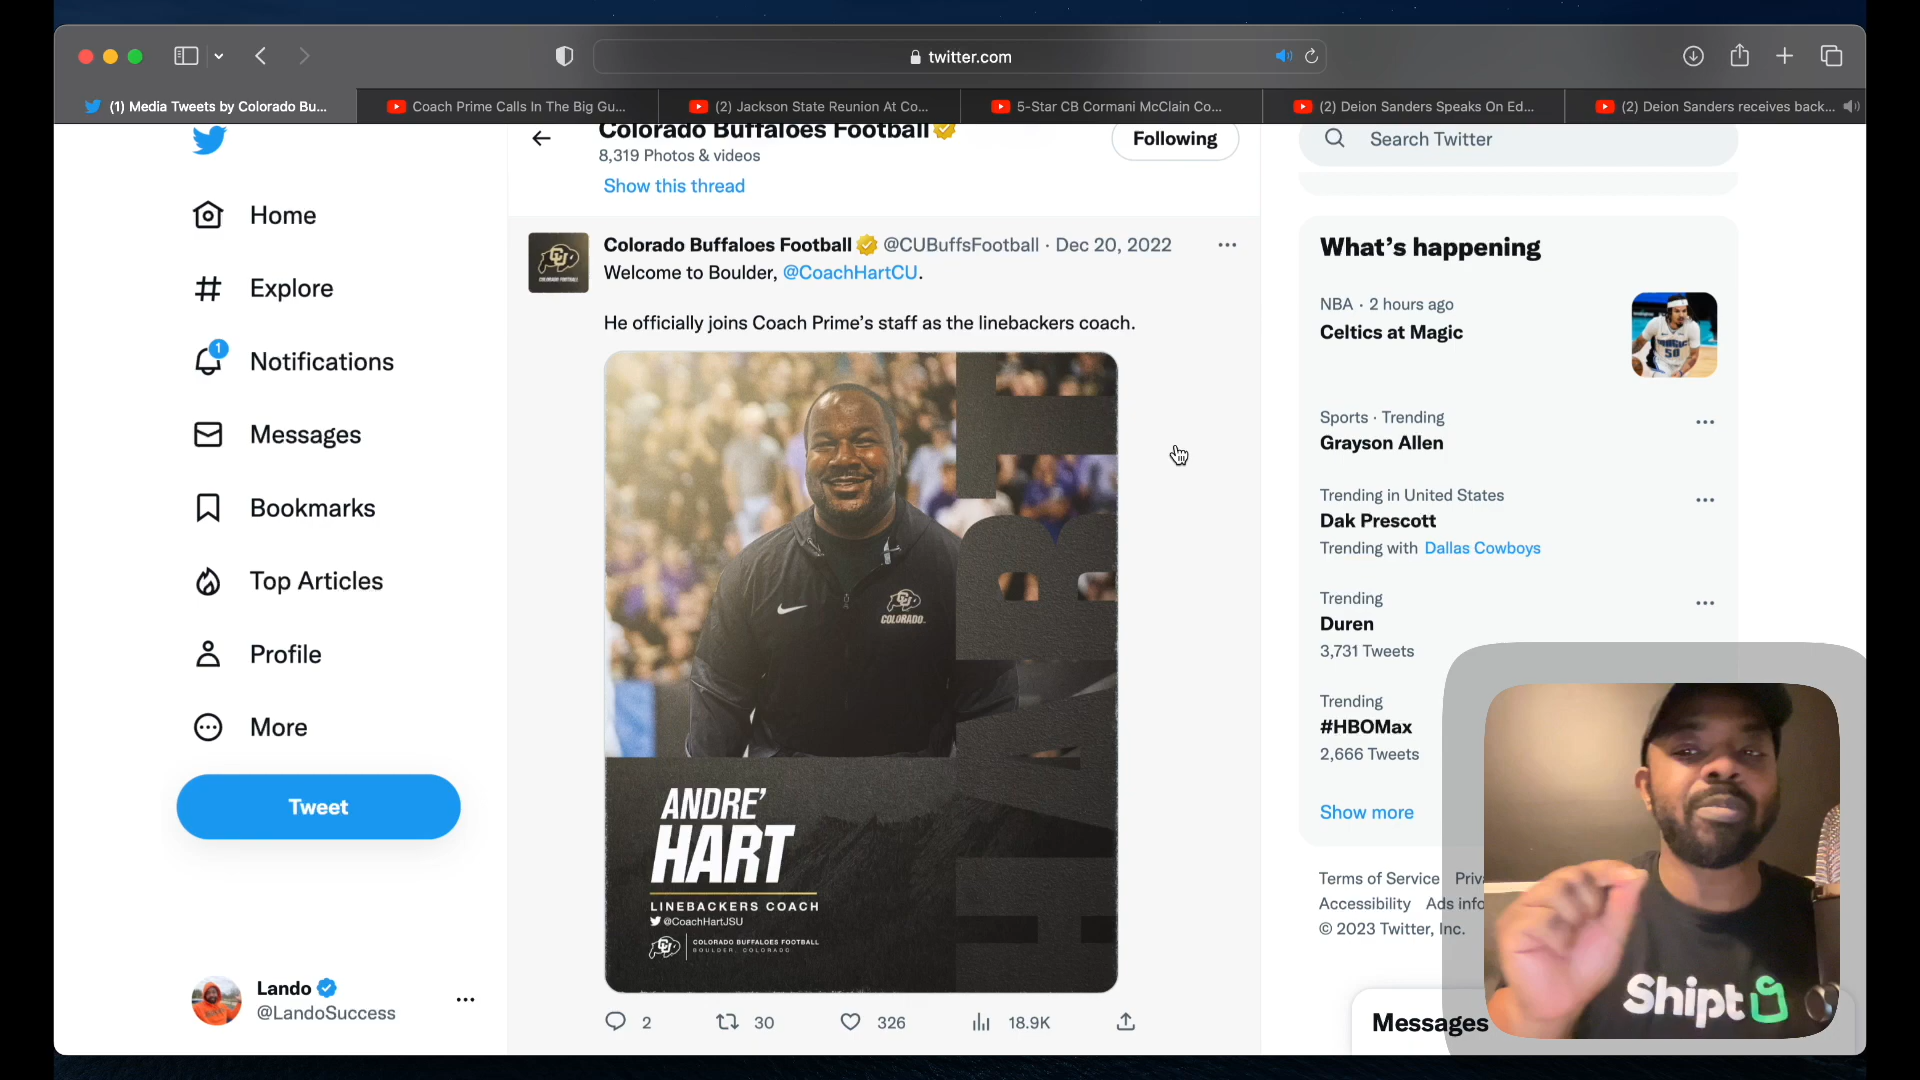 twitter.com
(1) Media Tweets by Colorado Bu...
Coach Prime Calls In The Big Gu...
(2) Jackson State Reunion At Co...
5-Star CB Cormani McClain Co...
(2) Deion Sanders Speaks On Ed...
(2) Deion Sanders receives back...
Home
Explore
1
Notifications
Messages
Bookmarks
Top Articles
Profile
More
Tweet
Lando
@LandoSuccess
Colorado Buffaloes Football
8,319 Photos & videos
Following
Show this thread
Colorado Buffaloes Football @CUBuffsFootball · Dec 20, 2022
Welcome to Boulder, @CoachHartCU.
He officially joins Coach Prime's staff as the linebackers coach.
COLORADO
HART
ANDRE'
HART
LINEBACKERS COACH
@CoachHartJSU
COLORADO BUFFALOES FOOTBALL
BOULDER, COLORADO
2
30
326
18.9K
Search Twitter
What's happening
NBA · 2 hours ago
Celtics at Magic
Sports · Trending
Grayson Allen
Trending in United States
Dak Prescott
Trending with Dallas Cowboys
Trending
Duren
3,731 Tweets
Trending
#HBOMax
2,666 Tweets
Show more
Terms of Service
Accessibility Ads info
© 2023 Twitter, Inc.
Messages
Shipt